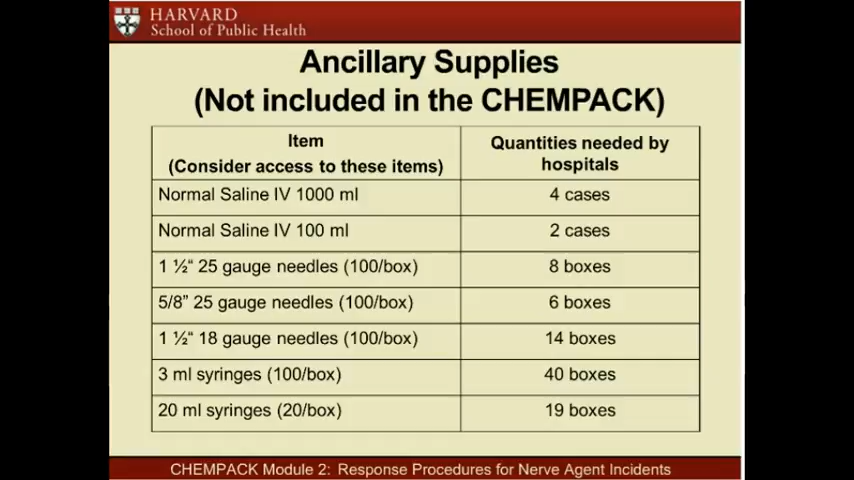 HARVARD
School of Public Health
Ancillary Supplies
(Not included in the CHEMPACK)
Item
(Consider access to these items)
Quantities needed by
hospitals
Normal Saline IV 1000 ml 4 cases
Normal Saline IV 100 ml 2 cases
1 ½“ 25 gauge needles (100/box) 8 boxes
5/8” 25 gauge needles (100/box) 6 boxes
1 ½“ 18 gauge needles (100/box) 14 boxes
3 ml syringes (100/box) 40 boxes
20 ml syringes (20/box) 19 boxes
CHEMPACK Module 2: Response Procedures for Nerve Agent Incidents